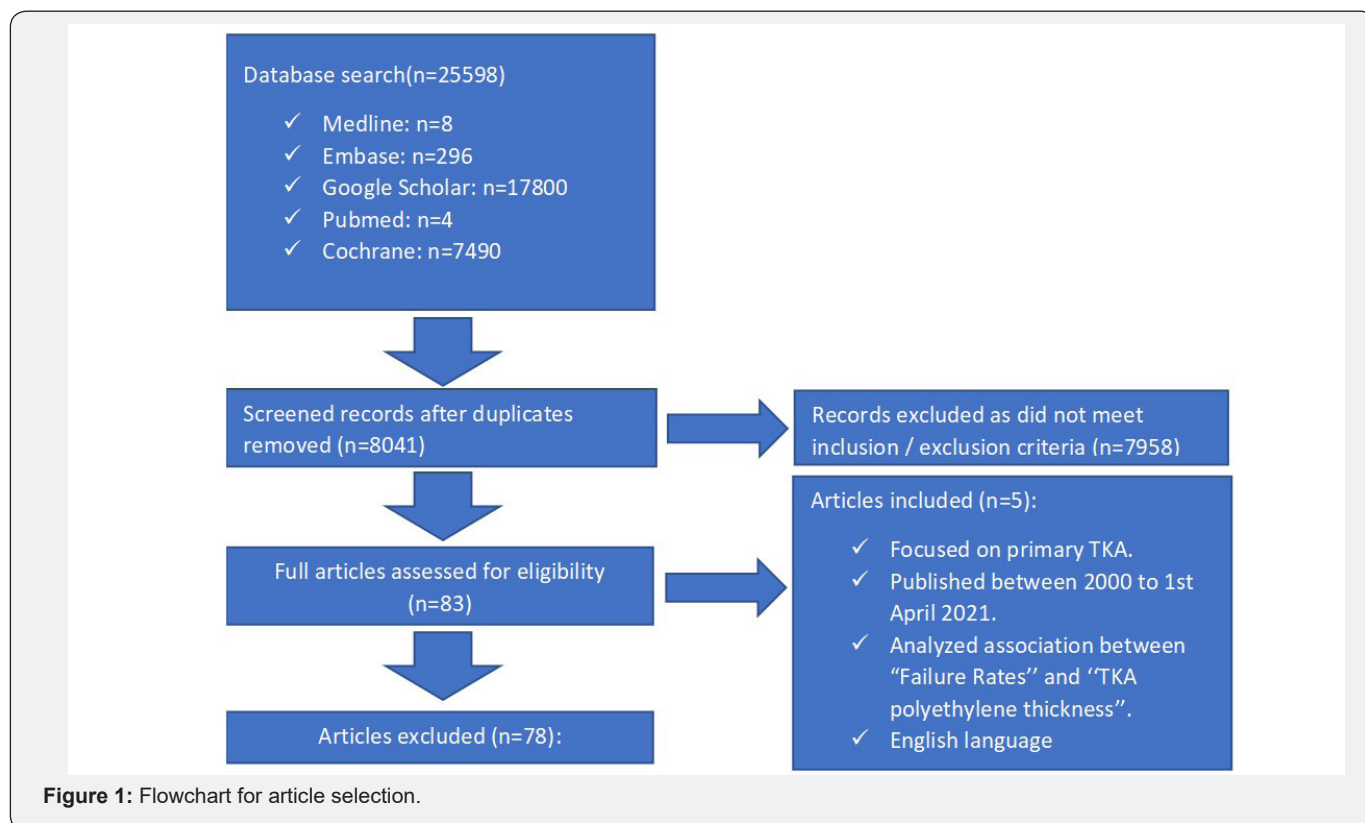 Database search(n=25598)
✓ Medline: n=8
✓ Embase: n=296
✓ Google Scholar: n=17800
✓ Pubmed: n=4
✓ Cochrane: n=7490
Screened records after duplicates
removed (n=8041)
Records excluded as did not meet
inclusion / exclusion criteria (n=7958)
Full articles assessed for eligibility
(n=83)
Articles included (n=5):
✓ Focused on primary TKA.
✓ Published between 2000 to 1st
April 2021.
✓ Analyzed association between
“Failure Rates” and ‘‘TKA
polyethylene thickness”.
✓ English language
Articles excluded (n=78):
Figure 1: Flowchart for article selection.